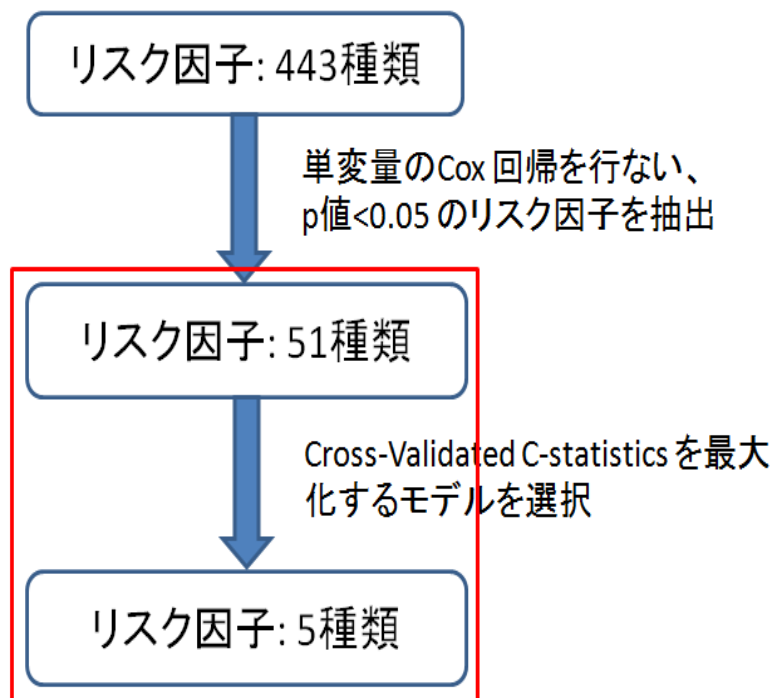 リスク因子: 443種類
単変量のCox 回帰を行ない、
p値<0.05 のリスク因子を抽出
リスク因子: 51種類
Cross-Validated C-statistics を最大
化するモデルを選択
リスク因子: 5種類